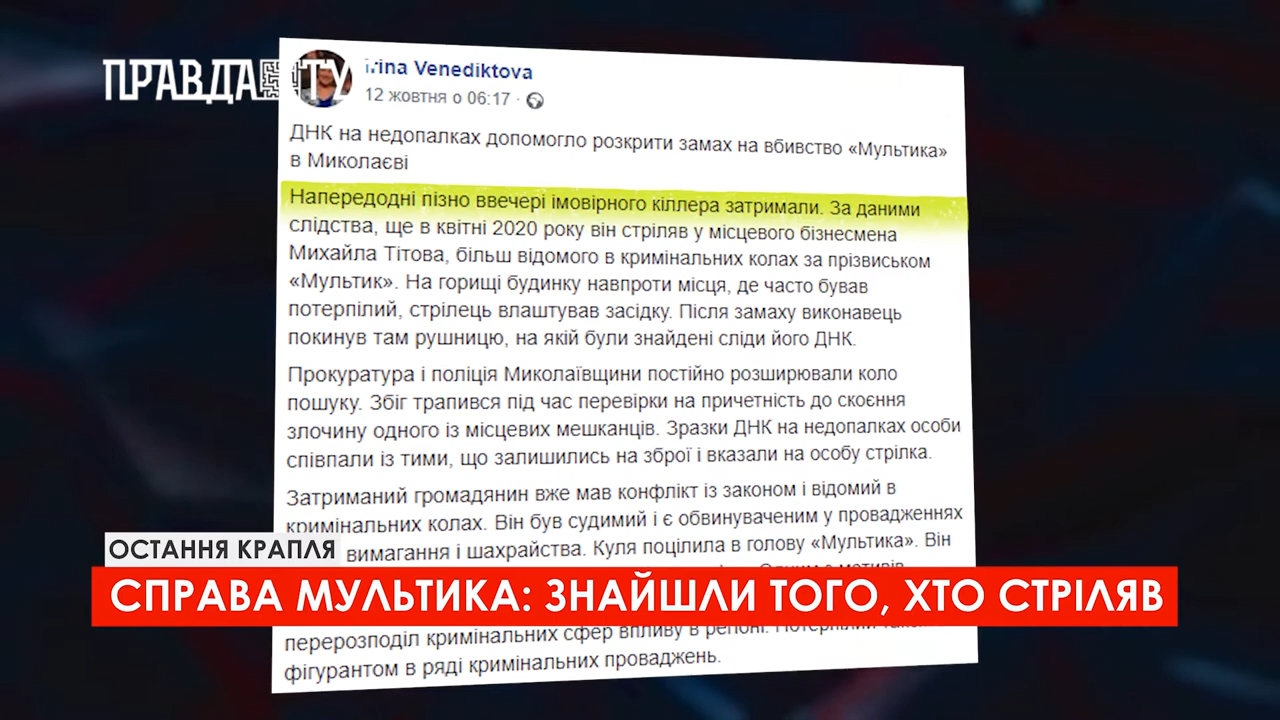 ПРАВДА ТУ
Irina Venediktova
12 жовтня о 06:17 ·
ДНК на недопалках допомогло розкрити замах на вбивство «Мультика»
в Миколаєві
Напередодні пізно ввечері імовірного кіллера затримали. За даними
слідства, ще в квітні 2020 року він стріляв у місцевого бізнесмена
Михайла Тітова, більш відомого в кримінальних колах за прізвиськом
«Мультик». На горищі будинку навпроти місця, де часто бував
потерпілий, стрілець влаштував засідку. Після замаху виконавець
покинув там рушницю, на якій були знайдені сліди його ДНК.
Прокуратура і поліція Миколаївщини постійно розширювали коло
пошуку. Збіг трапився під час перевірки на причетність до скоєння
злочину одного із місцевих мешканців. Зразки ДНК на недопалках особи
співпали із тими, що залишились на зброї і вказали на особу стрілка.
Затриманий громадянин вже мав конфлікт із законом і відомий в
кримінальних колах. Він був судимий і є обвинуваченим у провадженнях
вимагання і шахрайства. Куля поцілила в голову «Мультика». Він
ОСТАННЯ КРАПЛЯ
СПРАВА МУЛЬТИКА: ЗНАЙШЛИ ТОГО, ХТО СТРІЛЯВ
перерозподіл кримінальних сфер впливу в регіоні. Потерпілий
фігурантом в ряді кримінальних проваджень.